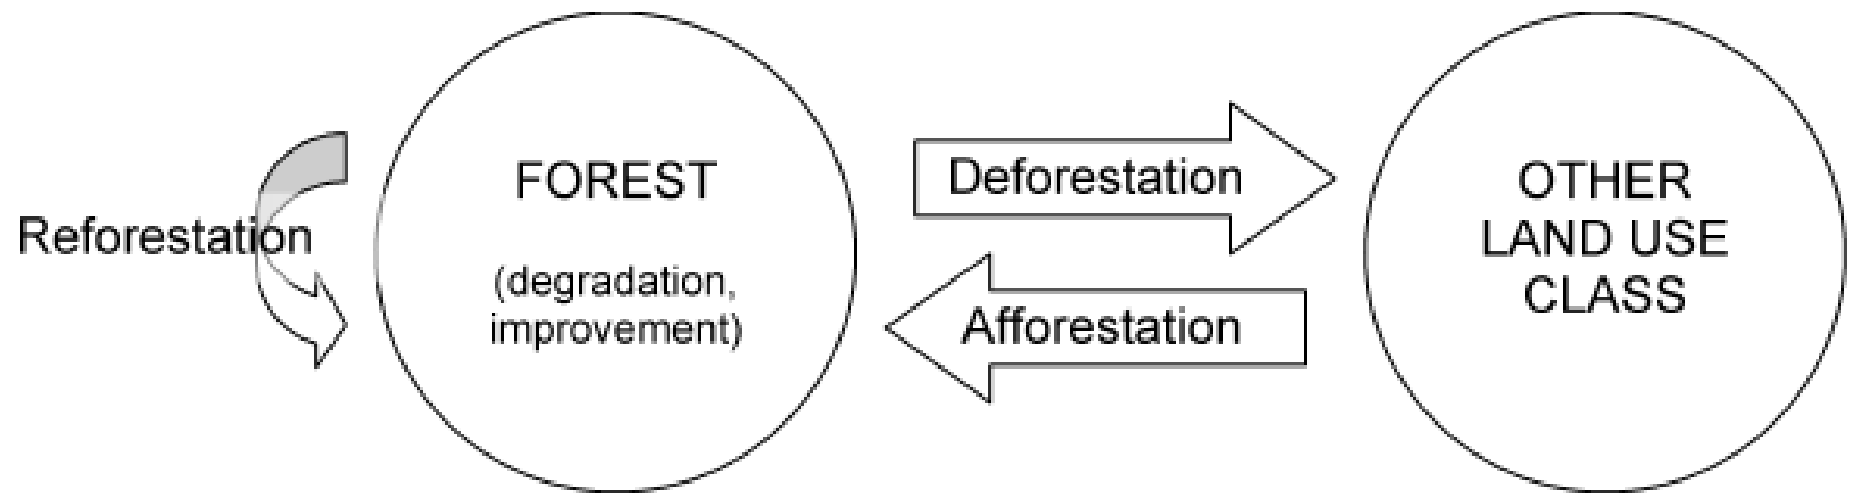 Reforestation
FOREST
(degradation,
improvement)
Deforestation
Afforestation
OTHER
LAND USE
CLASS